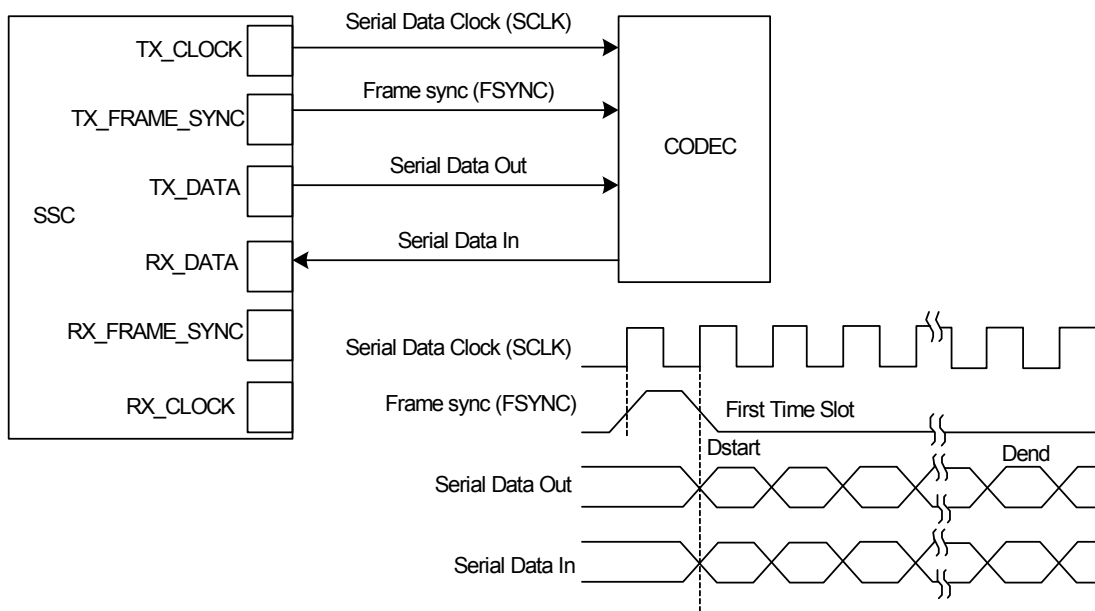 Serial Data Clock (SCLK)
TX_CLOCK
Frame sync (FSYNC)
TX_FRAME_SYNC
CODEC
Serial Data Out
TX_DATA
SSC
Serial Data In
RX_DATA
RX_FRAME_SYNC
Serial Data Clock (SCLK)
RX_CLOCK
Frame sync (FSYNC)
First Time Slot
Dstart
Dend
Serial Data Out
Serial Data In